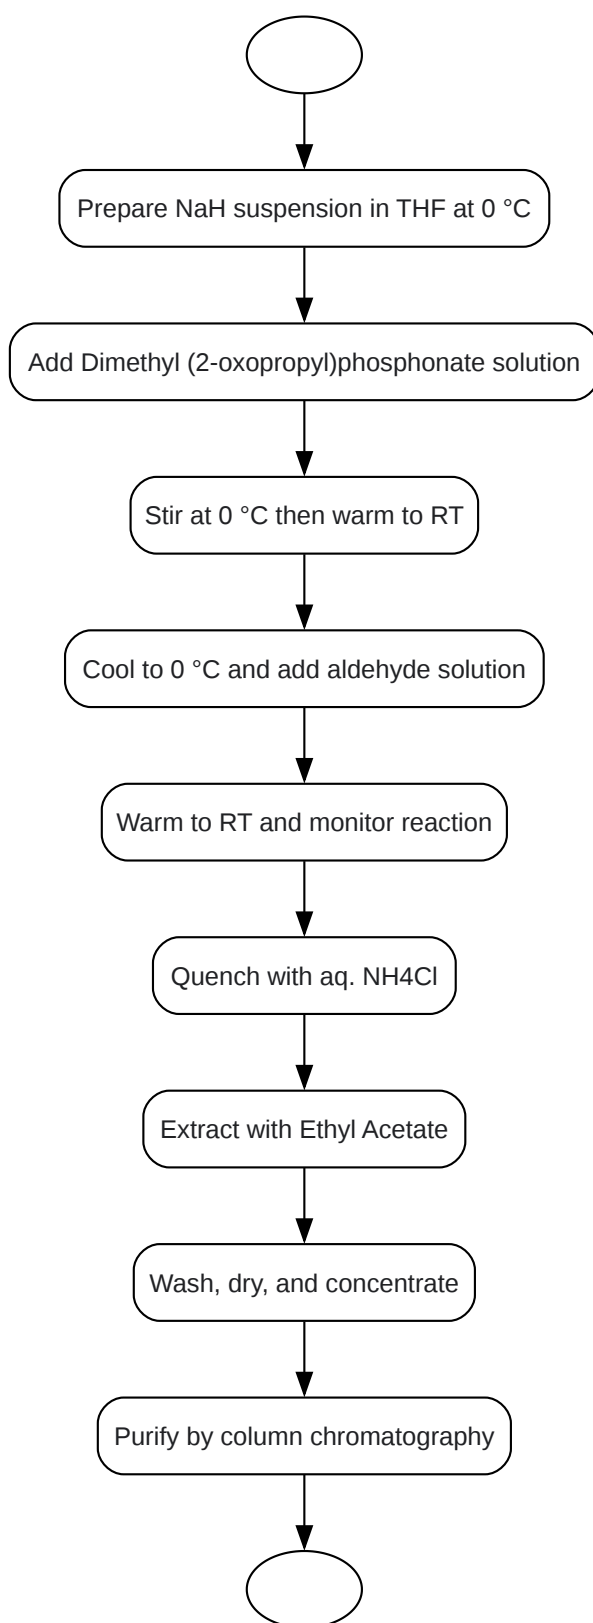 Prepare NaH suspension in THF at 0 °C
Add Dimethyl (2-oxopropyl)phosphonate solution
Stir at 0 °C then warm to RT
Cool to 0 °C and add aldehyde solution
Warm to RT and monitor reaction
Quench with aq. NH4Cl
Extract with Ethyl Acetate
Wash, dry, and concentrate
Purify by column chromatography